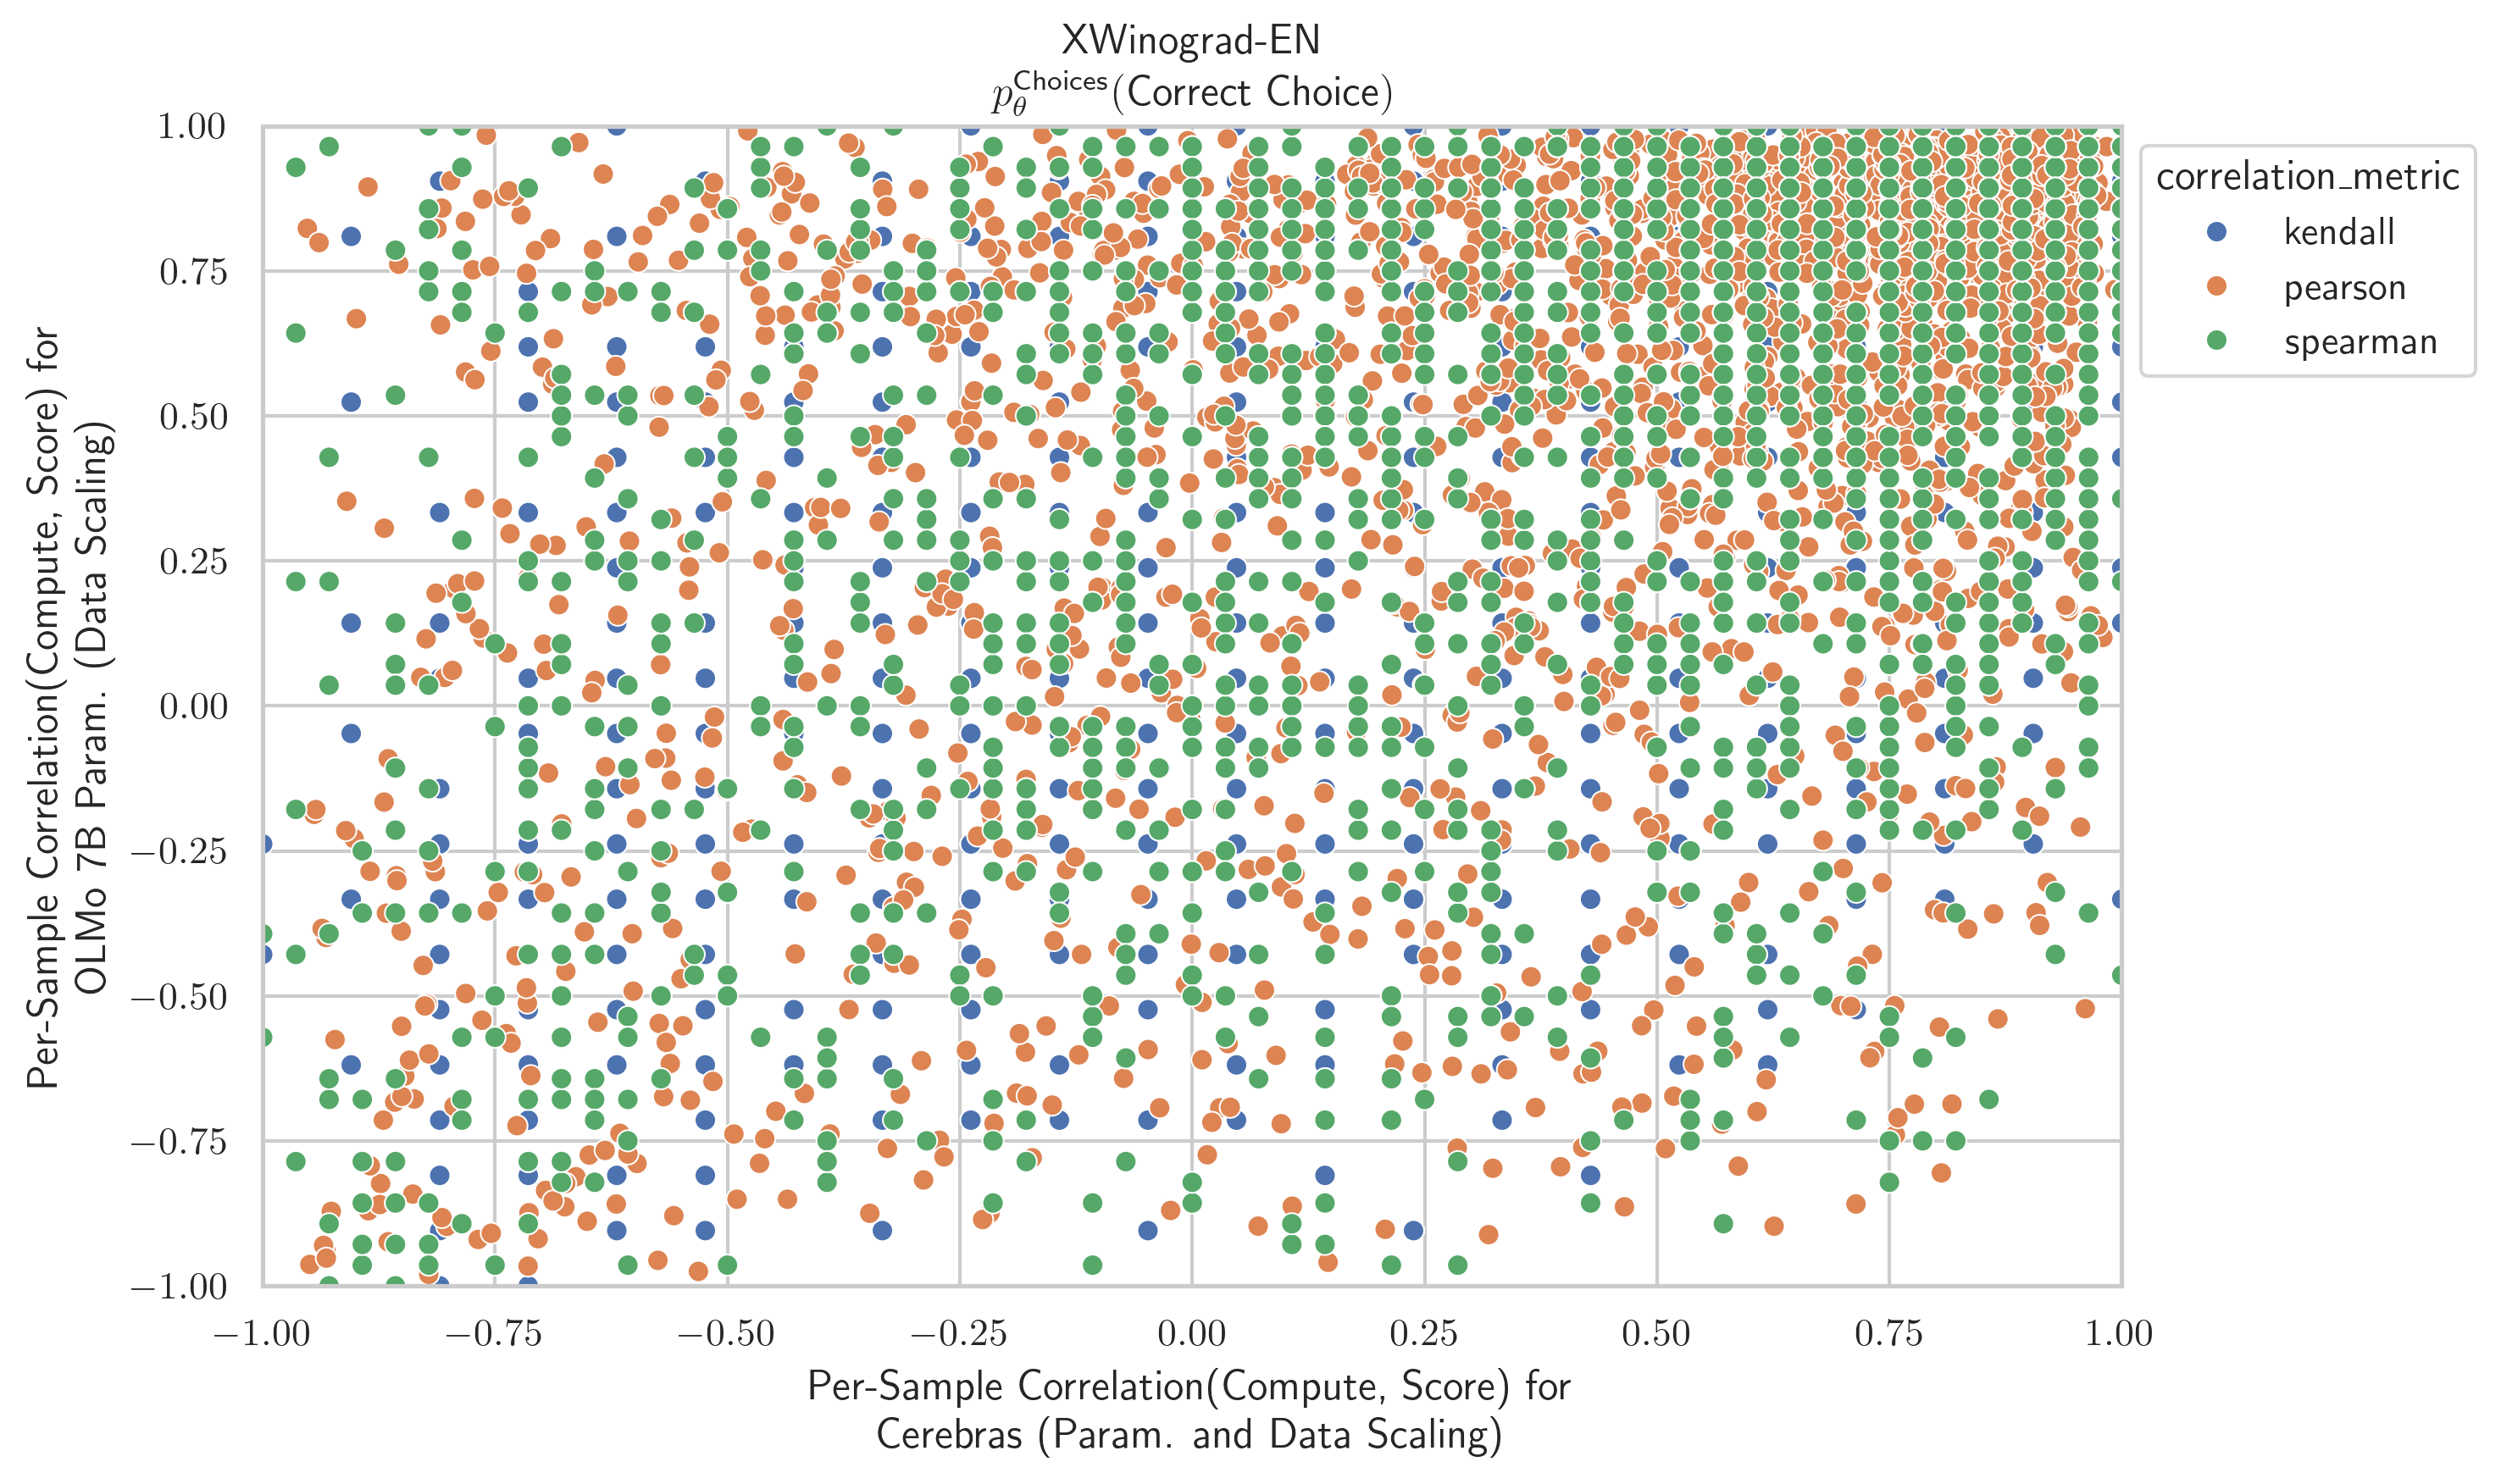 XWinograd-EN
p_θ^Choices(Correct Choice)
1.00
0.75
0.50
0.25
0.00
−0.25
−0.50
−0.75
−1.00
Per-Sample Correlation(Compute, Score) for
OLMo 7B Param. (Data Scaling)
−1.00 −0.75 −0.50 −0.25 0.00 0.25 0.50 0.75 1.00
Per-Sample Correlation(Compute, Score) for
Cerebras (Param. and Data Scaling)
correlation_metric
kendall
pearson
spearman